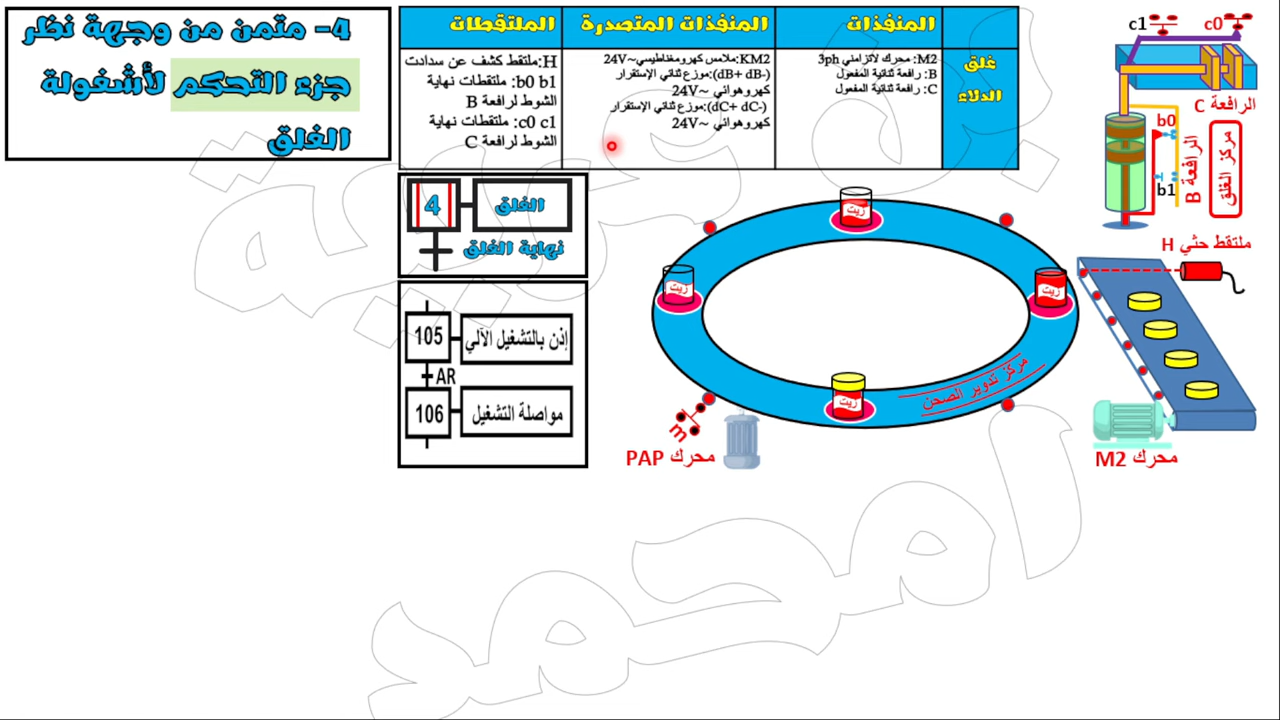 4- متمن من وجهة نظر
جزء التحكم لأشغولة
الغلق
المنفذات
المنفذات المتصدرة
الملتقطات
غلق
الدلاء
M2: محرك لاتزامني 3ph
B: رافعة ثنائية المفعول
C: رافعة ثنائية المفعول
KM2:ملامس كهرومغناطيسي~24V
(dB+ dB-):موزع ثنائي الإستقرار
كهروهوائي ~24V
(dC+ dC-):موزع ثنائي الإستقرار
كهروهوائي ~24V
H:ملتقط كشف عن سدادت
b0 b1: ملتقطات نهاية
الشوط لرافعة B
c0 c1: ملتقطات نهاية
الشوط لرافعة C
4
الغلق
نهاية الغلق
105
إذن بالتشغيل الآلي
AR
106
مواصلة التشغيل
c1
c0
الرافعة C
b0
b1
الرافعة B
مركز الغلق
ملتقط حثي H
زيت
زيت
زيت
زيت
مركز تدوير الصحن
m
محرك PAP
محرك M2
أحمد